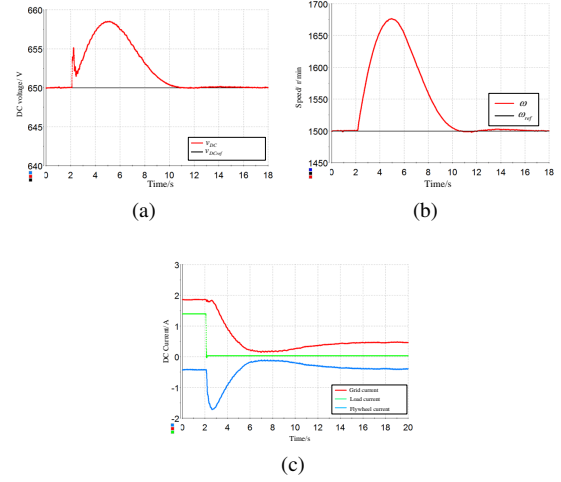 660
655
650
645
640
DC voltage/ V
v_DC
v_DCref
0 2 4 6 8 10 12 14 16 18
Time/s
(a)
1700
1650
1600
1550
1500
1450
Speed/ r/min
ω
ω_ref
0 2 4 6 8 10 12 14 16 18
Time/s
(b)
3
2
1
0
-1
-2
DC Current/A
Grid current
Load current
Flywheel current
0 2 4 6 8 10 12 14 16 18 20
Time/s
(c)